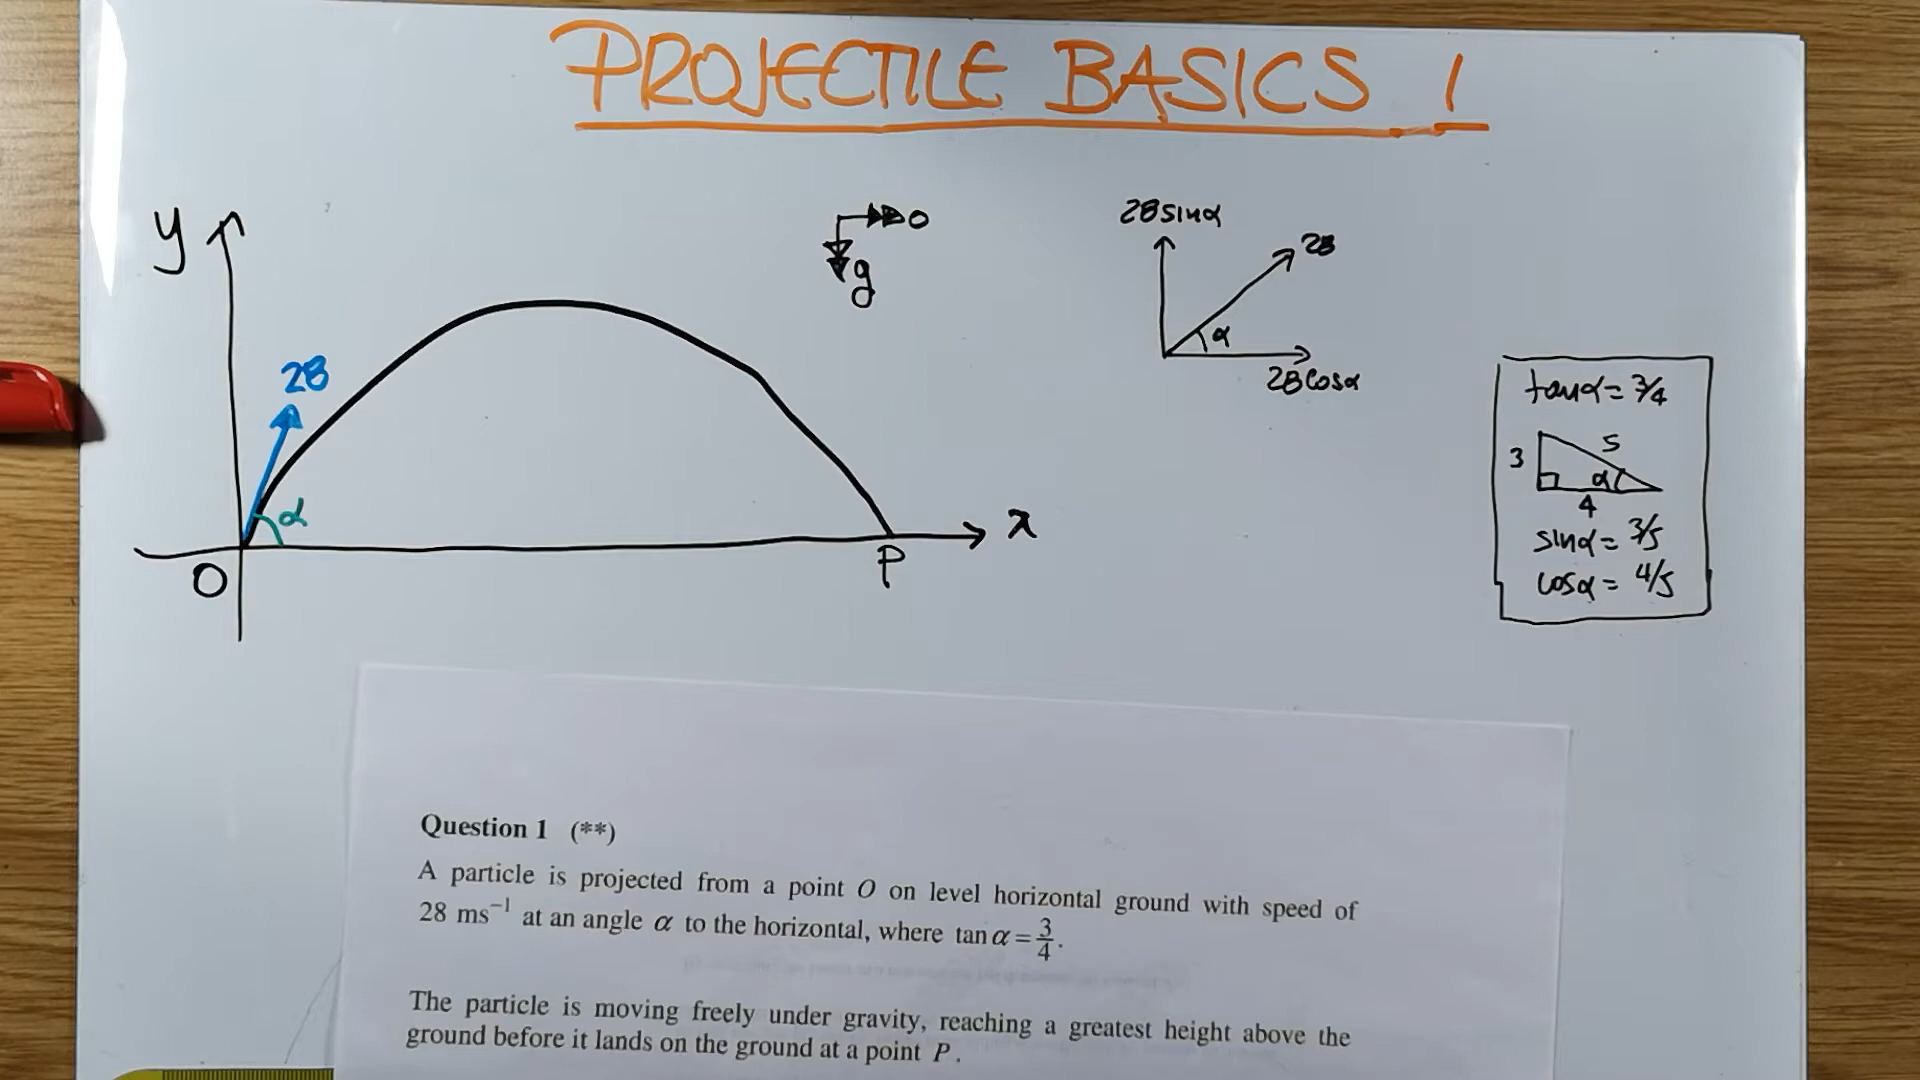 PROJECTILE BASICS 1
y
0
g
28
α
x
O
P
28sinα
28
α
28cosα
tanα = 3/4
3
5
α
4
sinα = 3/5
cosα = 4/5
Question 1 (**)
A particle is projected from a point O on level horizontal ground with speed of
28 ms⁻¹ at an angle α to the horizontal, where tan α = 3/4.
The particle is moving freely under gravity, reaching a greatest height above the
ground before it lands on the ground at a point P.